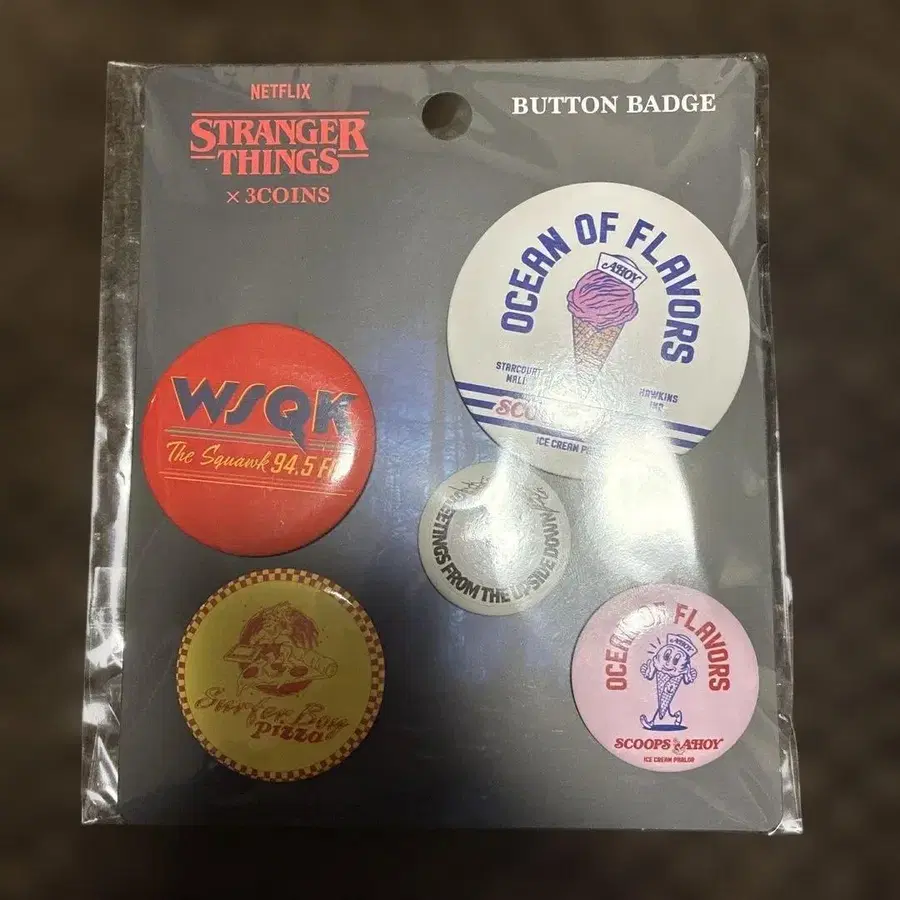 NETFLIX
STRANGER
THINGS
× 3COINS
BUTTON BADGE
OCEAN OF FLAVORS
AHOY
STARCOURT
MALL
HAWKINS
ICE CREAM
WSQK
The Squawk 94.5 FM
GREETINGS FROM THE UPSIDE DOWN
Surfer Boy
Pizza
OCEAN OF FLAVORS
AHOY
SCOOPS AHOY
ICE CREAM PARLOR